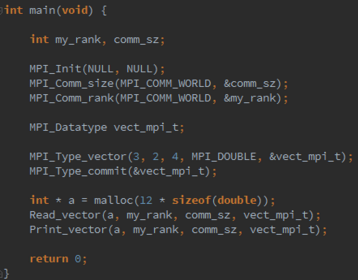 int main(void) {
int my_rank, comm_sz;
MPI_Init(NULL, NULL);
MPI_Comm_size(MPI_COMM_WORLD, &comm_sz);
MPI_Comm_rank(MPI_COMM_WORLD, &my_rank);
MPI_Datatype vect_mpi_t;
MPI_Type_vector(3, 2, 4, MPI_DOUBLE, &vect_mpi_t);
MPI_Type_commit(&vect_mpi_t);
int * a = malloc(12 * sizeof(double));
Read_vector(a, my_rank, comm_sz, vect_mpi_t);
Print_vector(a, my_rank, comm_sz, vect_mpi_t);
return 0;
}